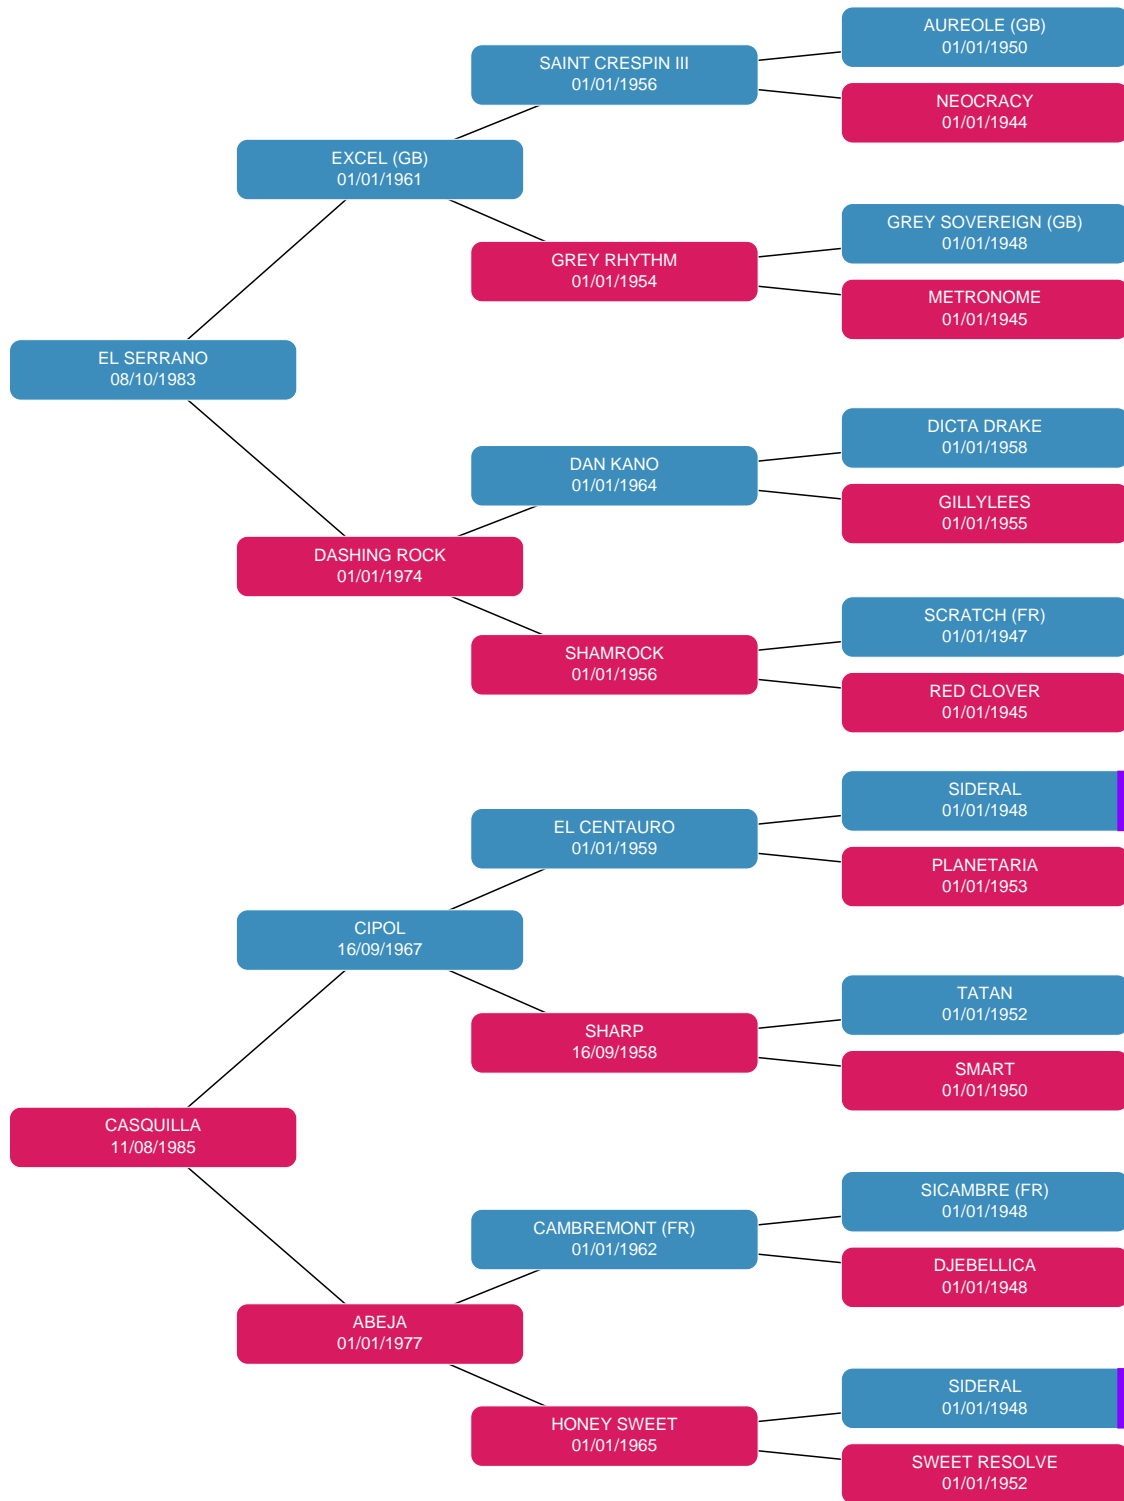 AUREOLE (GB)
01/01/1950
SAINT CRESPIN III
01/01/1956
NEOCRACY
01/01/1944
EXCEL (GB)
01/01/1961
GREY SOVEREIGN (GB)
01/01/1948
GREY RHYTHM
01/01/1954
METRONOME
01/01/1945
EL SERRANO
08/10/1983
DICTA DRAKE
01/01/1958
DAN KANO
01/01/1964
GILLYLEES
01/01/1955
DASHING ROCK
01/01/1974
SCRATCH (FR)
01/01/1947
SHAMROCK
01/01/1956
RED CLOVER
01/01/1945
SIDERAL
01/01/1948
EL CENTAURO
01/01/1959
PLANETARIA
01/01/1953
CIPOL
16/09/1967
TATAN
01/01/1952
SHARP
16/09/1958
SMART
01/01/1950
CASQUILLA
11/08/1985
SICAMBRE (FR)
01/01/1948
CAMBREMONT (FR)
01/01/1962
DJEBELLICA
01/01/1948
ABEJA
01/01/1977
SIDERAL
01/01/1948
HONEY SWEET
01/01/1965
SWEET RESOLVE
01/01/1952